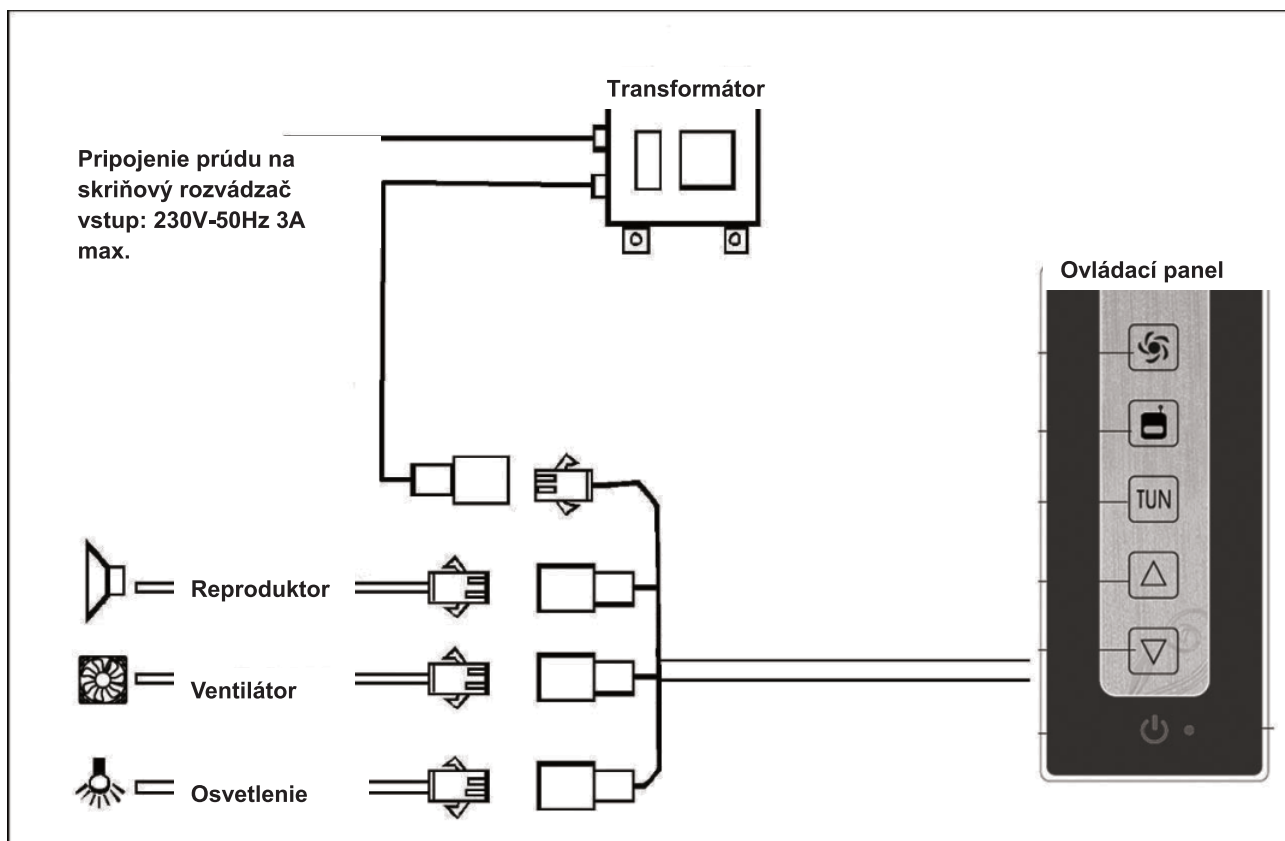 Transformátor
Pripojenie prúdu na
skriňový rozvádzač
vstup: 230V-50Hz 3A
max.
Ovládací panel
TUN
Reproduktor
Ventilátor
Osvetlenie